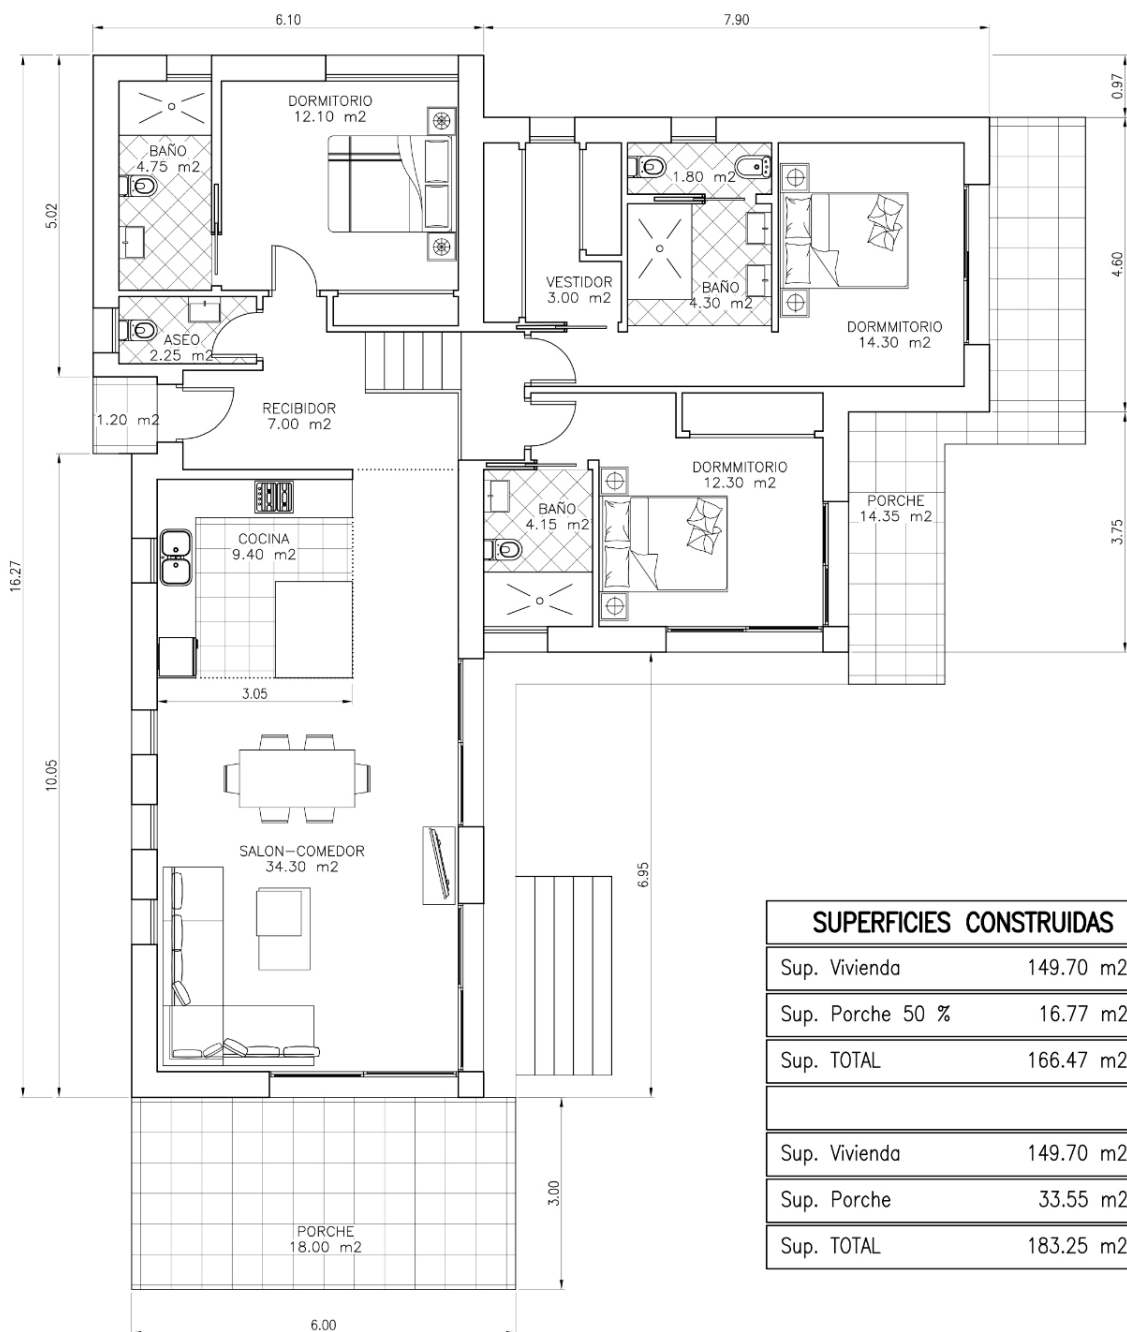 6.10
7.90
0.97
DORMITORIO
12.10 m2
BAÑO
4.75 m2
1.80 m2
5.02
4.60
VESTIDOR
3.00 m2
BAÑO
4.30 m2
DORMMITORIO
14.30 m2
ASEO
2.25 m2
1.20 m2
RECIBIDOR
7.00 m2
DORMMITORIO
12.30 m2
BAÑO
4.15 m2
PORCHE
14.35 m2
3.75
COCINA
9.40 m2
16.27
3.05
10.05
SALON-COMEDOR
34.30 m2
6.95
SUPERFICIES CONSTRUIDAS
Sup. Vivienda 149.70 m2
Sup. Porche 50 % 16.77 m2
Sup. TOTAL 166.47 m2
Sup. Vivienda 149.70 m2
Sup. Porche 33.55 m2
Sup. TOTAL 183.25 m2
3.00
PORCHE
18.00 m2
6.00